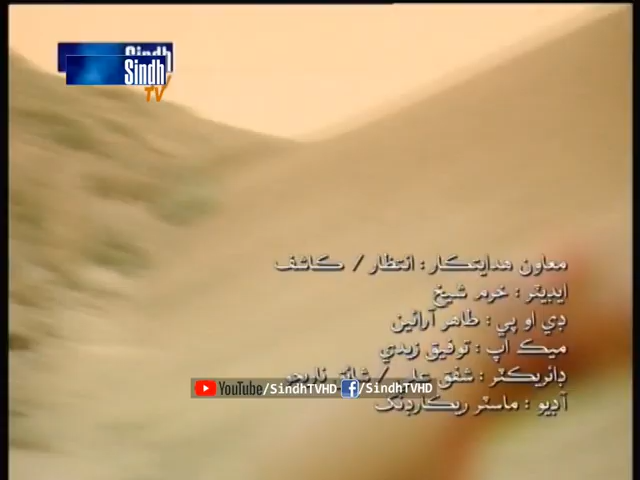 Sindh
Sindh
TV
معاون هدايتڪار : انتظار / ڪاشف
ايڊيٽر : خرم شيخ
ڊي او پي : طاهر آرائين
ميڪ اپ : توفيق زيدي
ڊائريڪٽر : شفق علي / شائق
YouTube/SindhTVHD f/SindhTVHD
آڊيو : ماسٽر ريڪارڊنگ